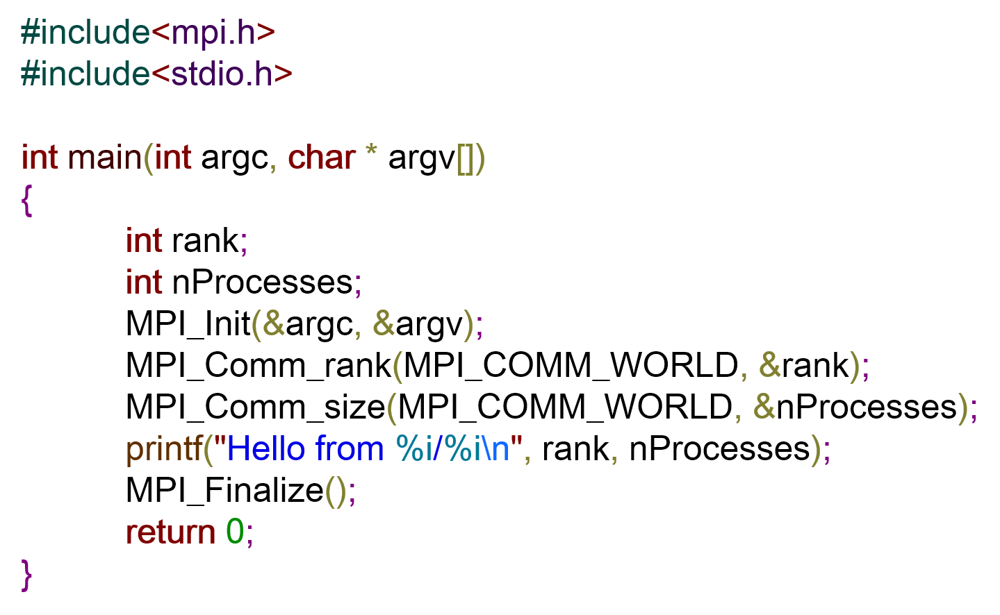 #include<mpi.h>
#include<stdio.h>

int main(int argc, char * argv[])
{
int rank;
int nProcesses;
MPI_Init(&argc, &argv);
MPI_Comm_rank(MPI_COMM_WORLD, &rank);
MPI_Comm_size(MPI_COMM_WORLD, &nProcesses);
printf("Hello from %i/%i\n", rank, nProcesses);
MPI_Finalize();
return 0;
}